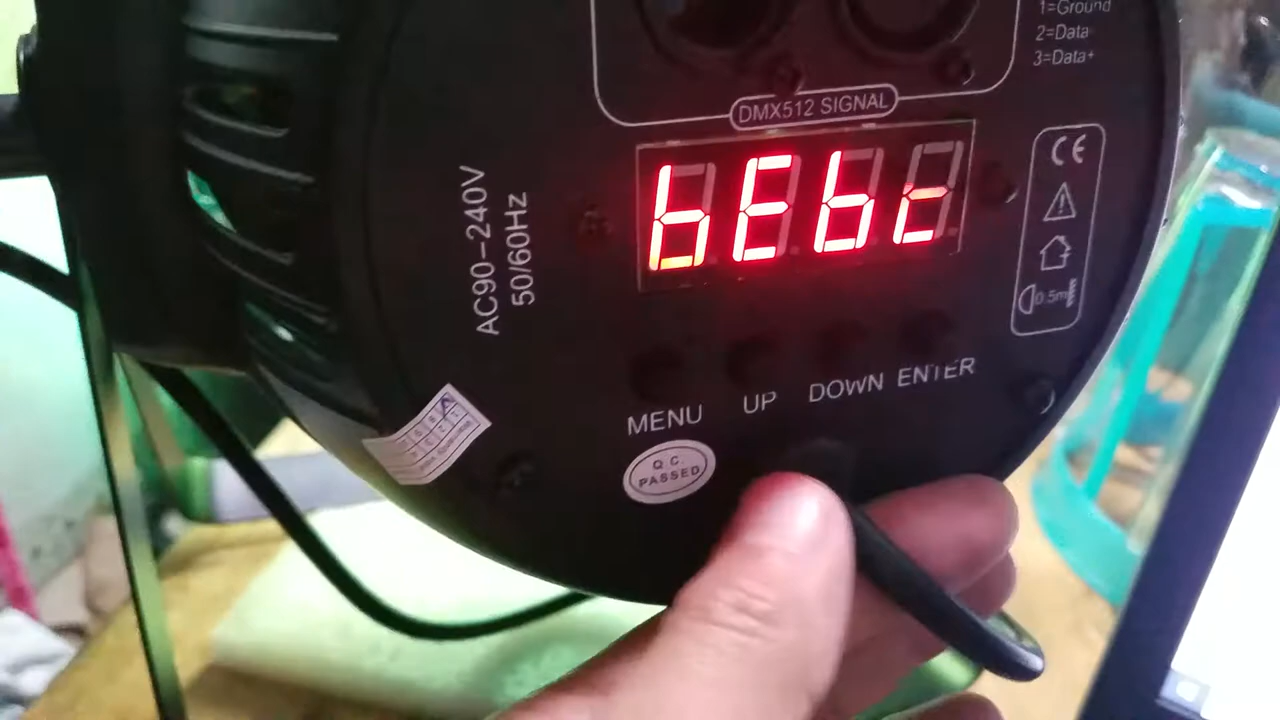 1=Ground
2=Data-
3=Data+
DMX512 SIGNAL
bEbc
CE
0.5m
AC90-240V
50/60Hz
MENU
UP
DOWN
ENTER
Q C.
PASSED